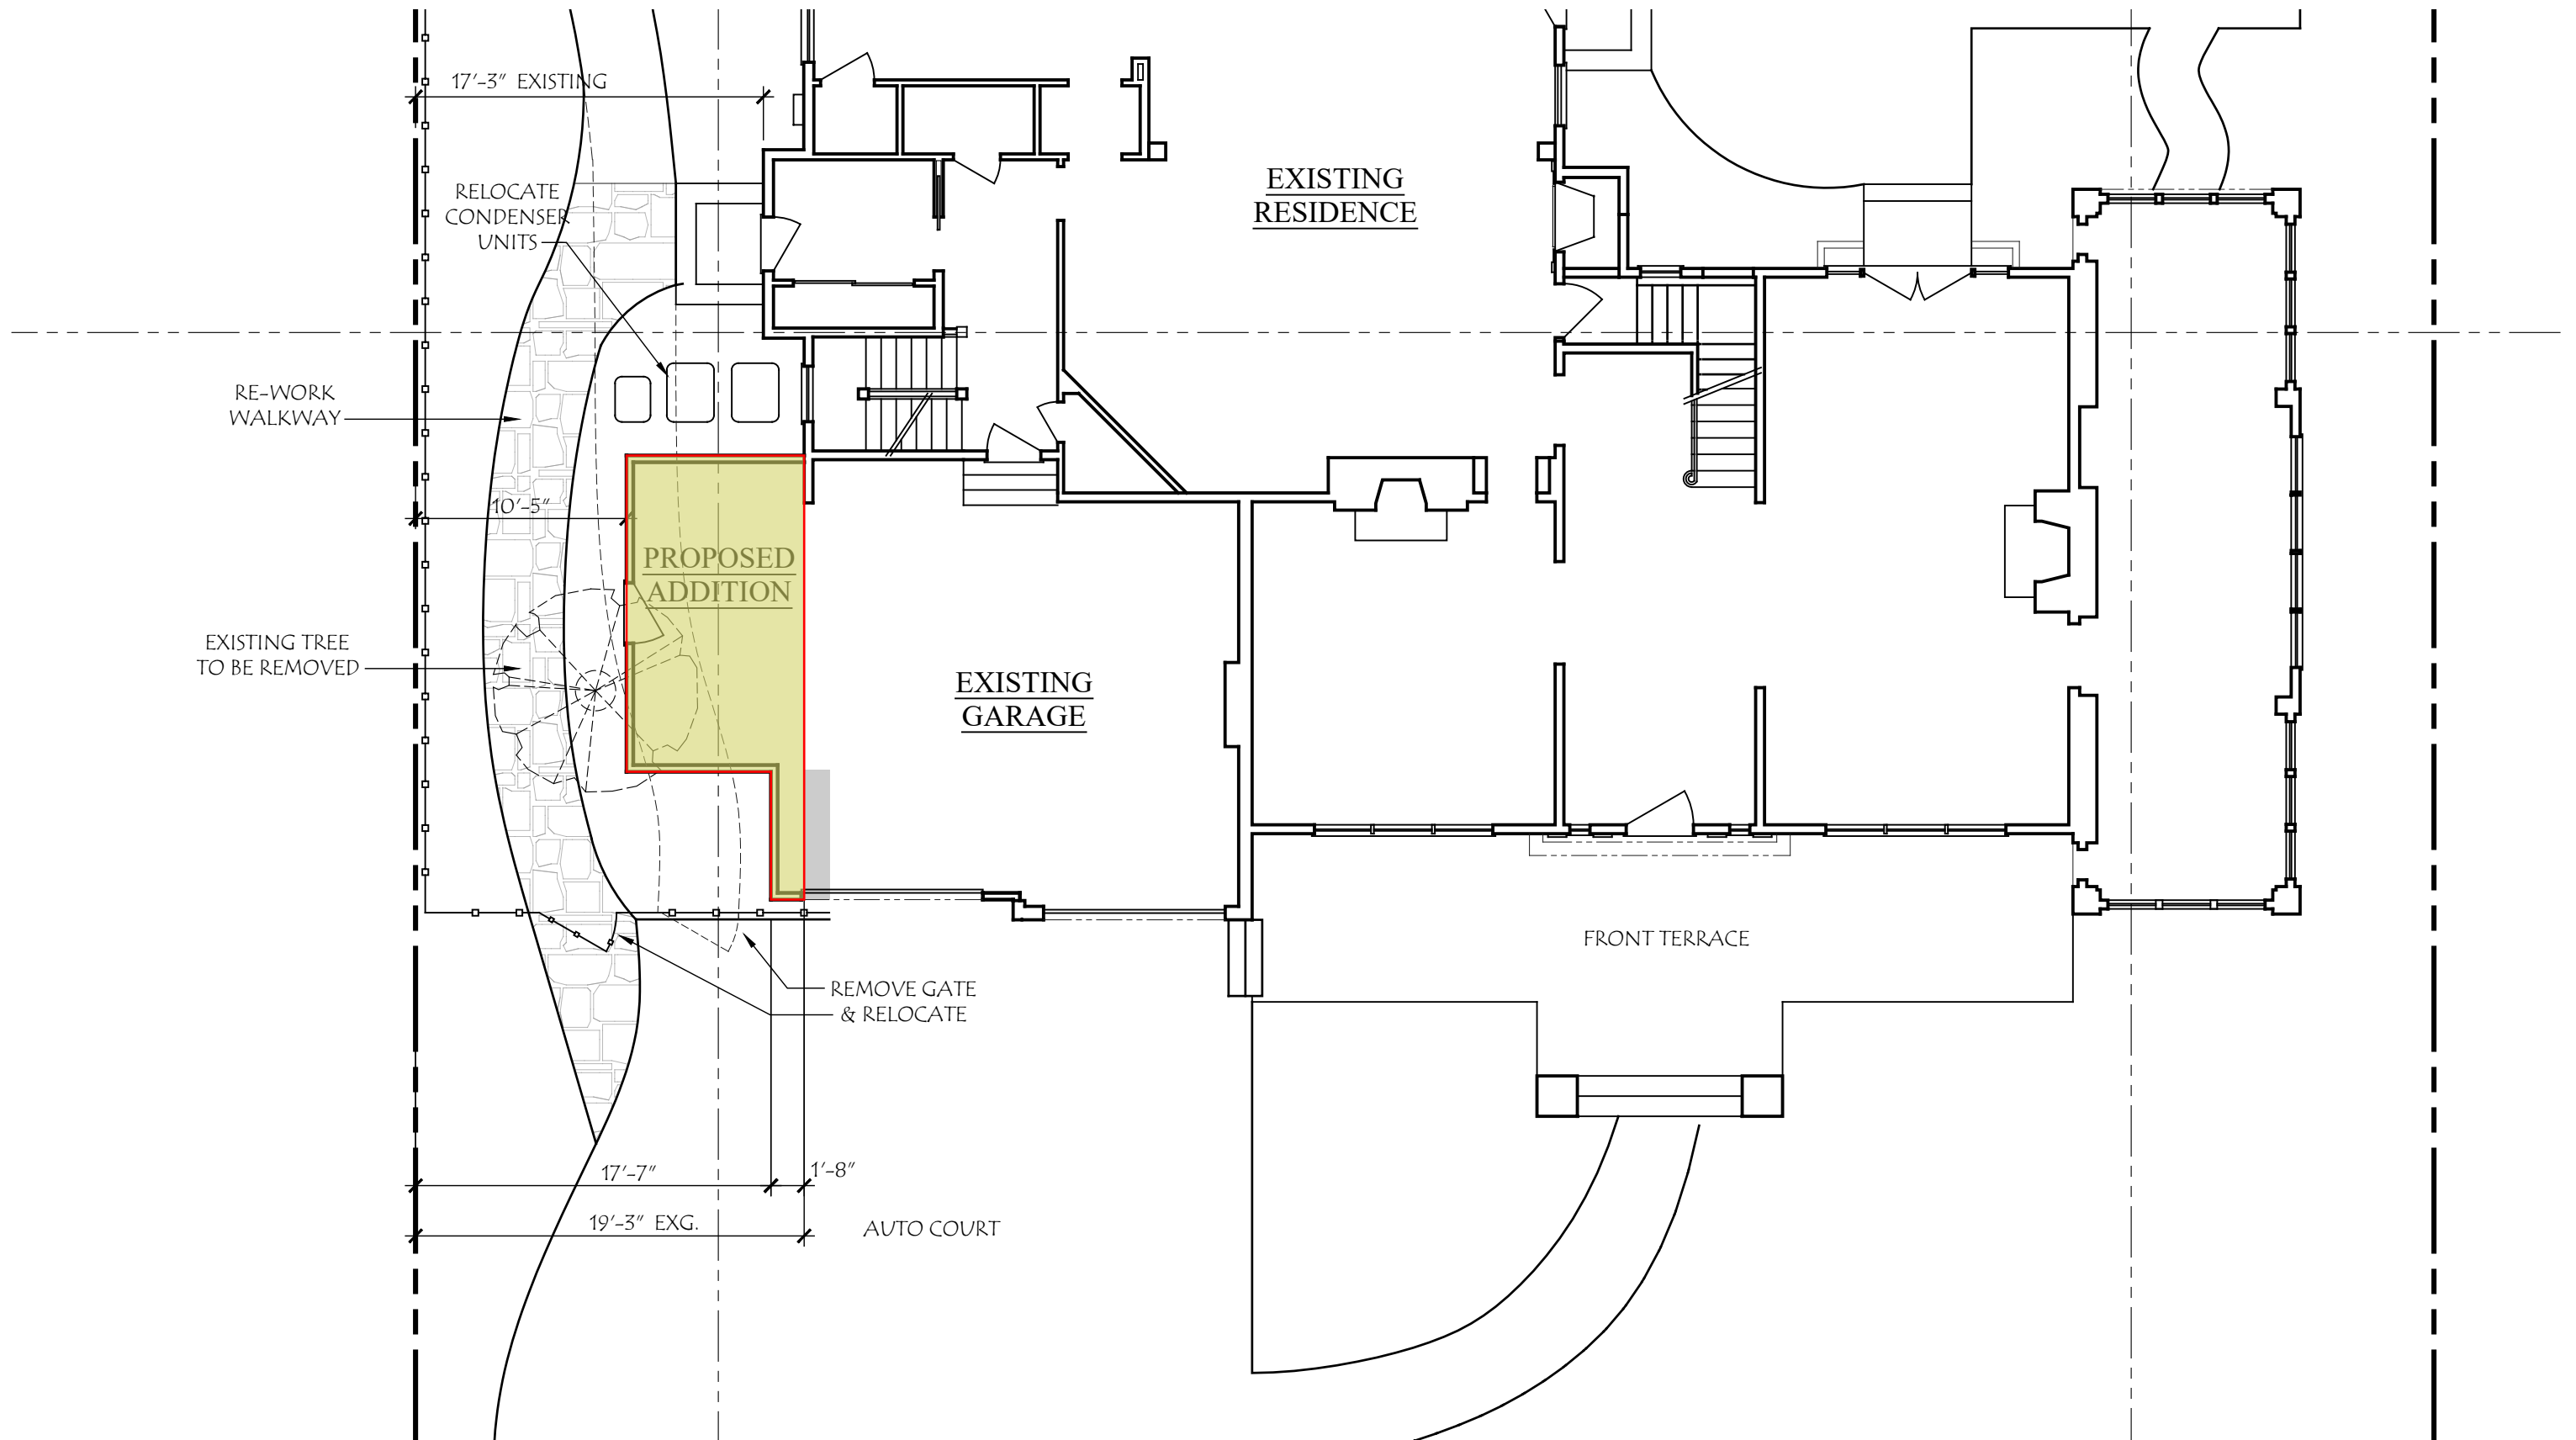 17'-3" EXISTING
RELOCATE
CONDENSER
UNITS
EXISTING
RESIDENCE
RE-WORK
WALKWAY
10'-5"
PROPOSED
ADDITION
EXISTING TREE
TO BE REMOVED
EXISTING
GARAGE
FRONT TERRACE
REMOVE GATE
& RELOCATE
17'-7"
1'-8"
19'-3" EXG.
AUTO COURT